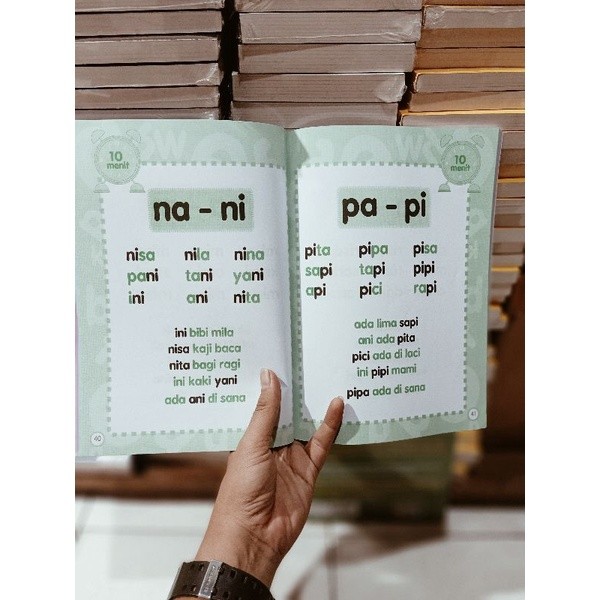 10
menit
na - ni
nisa nila nina
pani tani yani
ini ani nita
ini bibi mila
nisa kaji baca
nita bagi ragi
ini kaki yani
ada ani di sana
40
10
menit
pa - pi
pita pipa pisa
sapi tapi pipi
api pici rapi
ada lima sapi
ani ada pita
pici ada di laci
ini pipi mami
pipa ada di sana
41